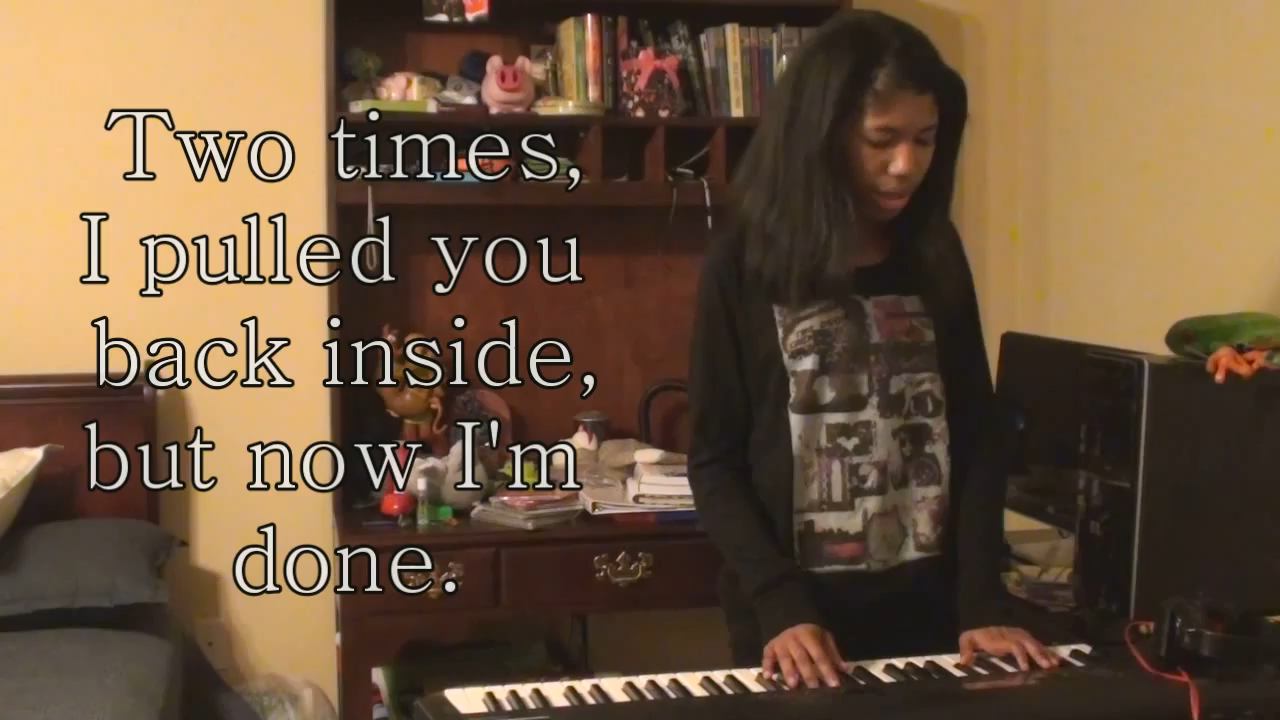 Two times,
I pulled you
back inside,
but now I'm
done.